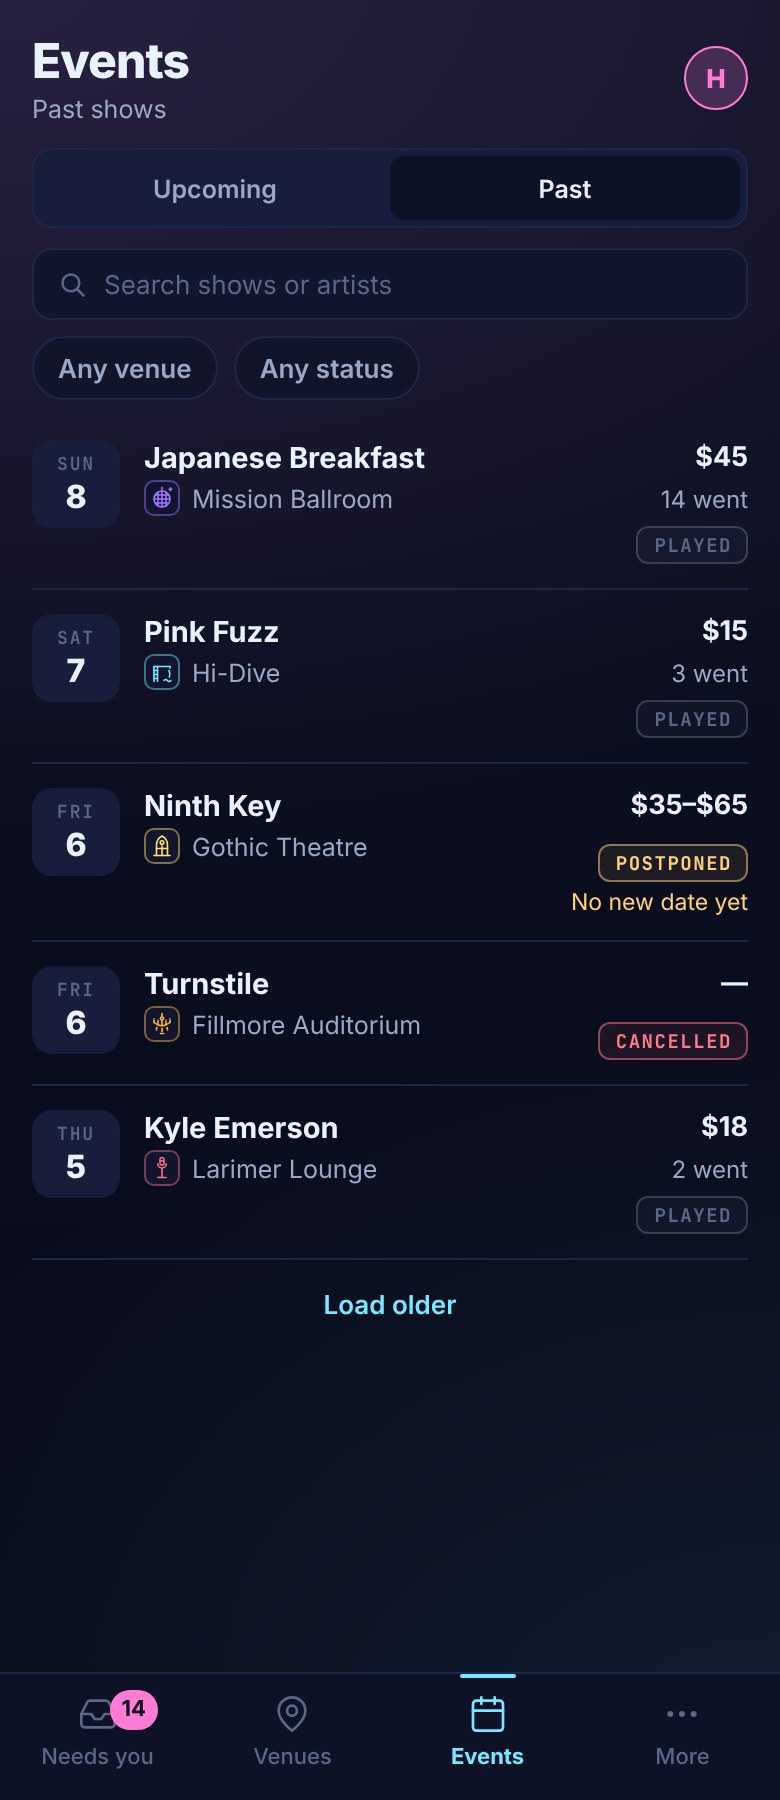 Events
Past shows
H
Upcoming
Past
Search shows or artists
Any venue
Any status
SUN
8
Japanese Breakfast
Mission Ballroom
$45
14 went
PLAYED
SAT
7
Pink Fuzz
Hi-Dive
$15
3 went
PLAYED
FRI
6
Ninth Key
Gothic Theatre
$35–$65
POSTPONED
No new date yet
FRI
6
Turnstile
Fillmore Auditorium
—
CANCELLED
THU
5
Kyle Emerson
Larimer Lounge
$18
2 went
PLAYED
Load older
14
Needs you
Venues
Events
More